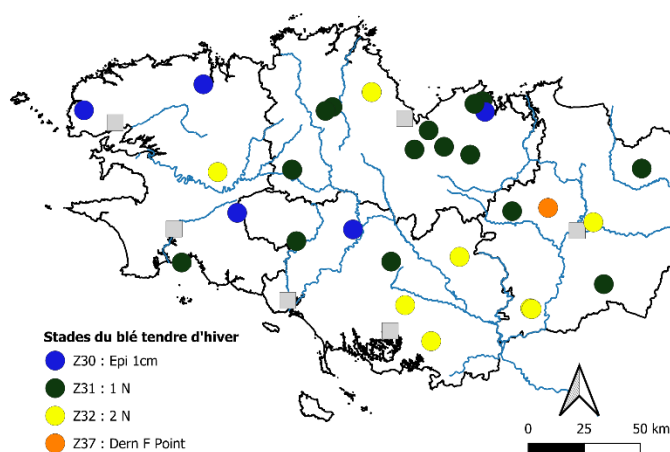 Stades du blé tendre d'hiver
Z30 : Epi 1cm
Z31 : 1 N
Z32 : 2 N
Z37 : Dern F Point
0 25 50 km